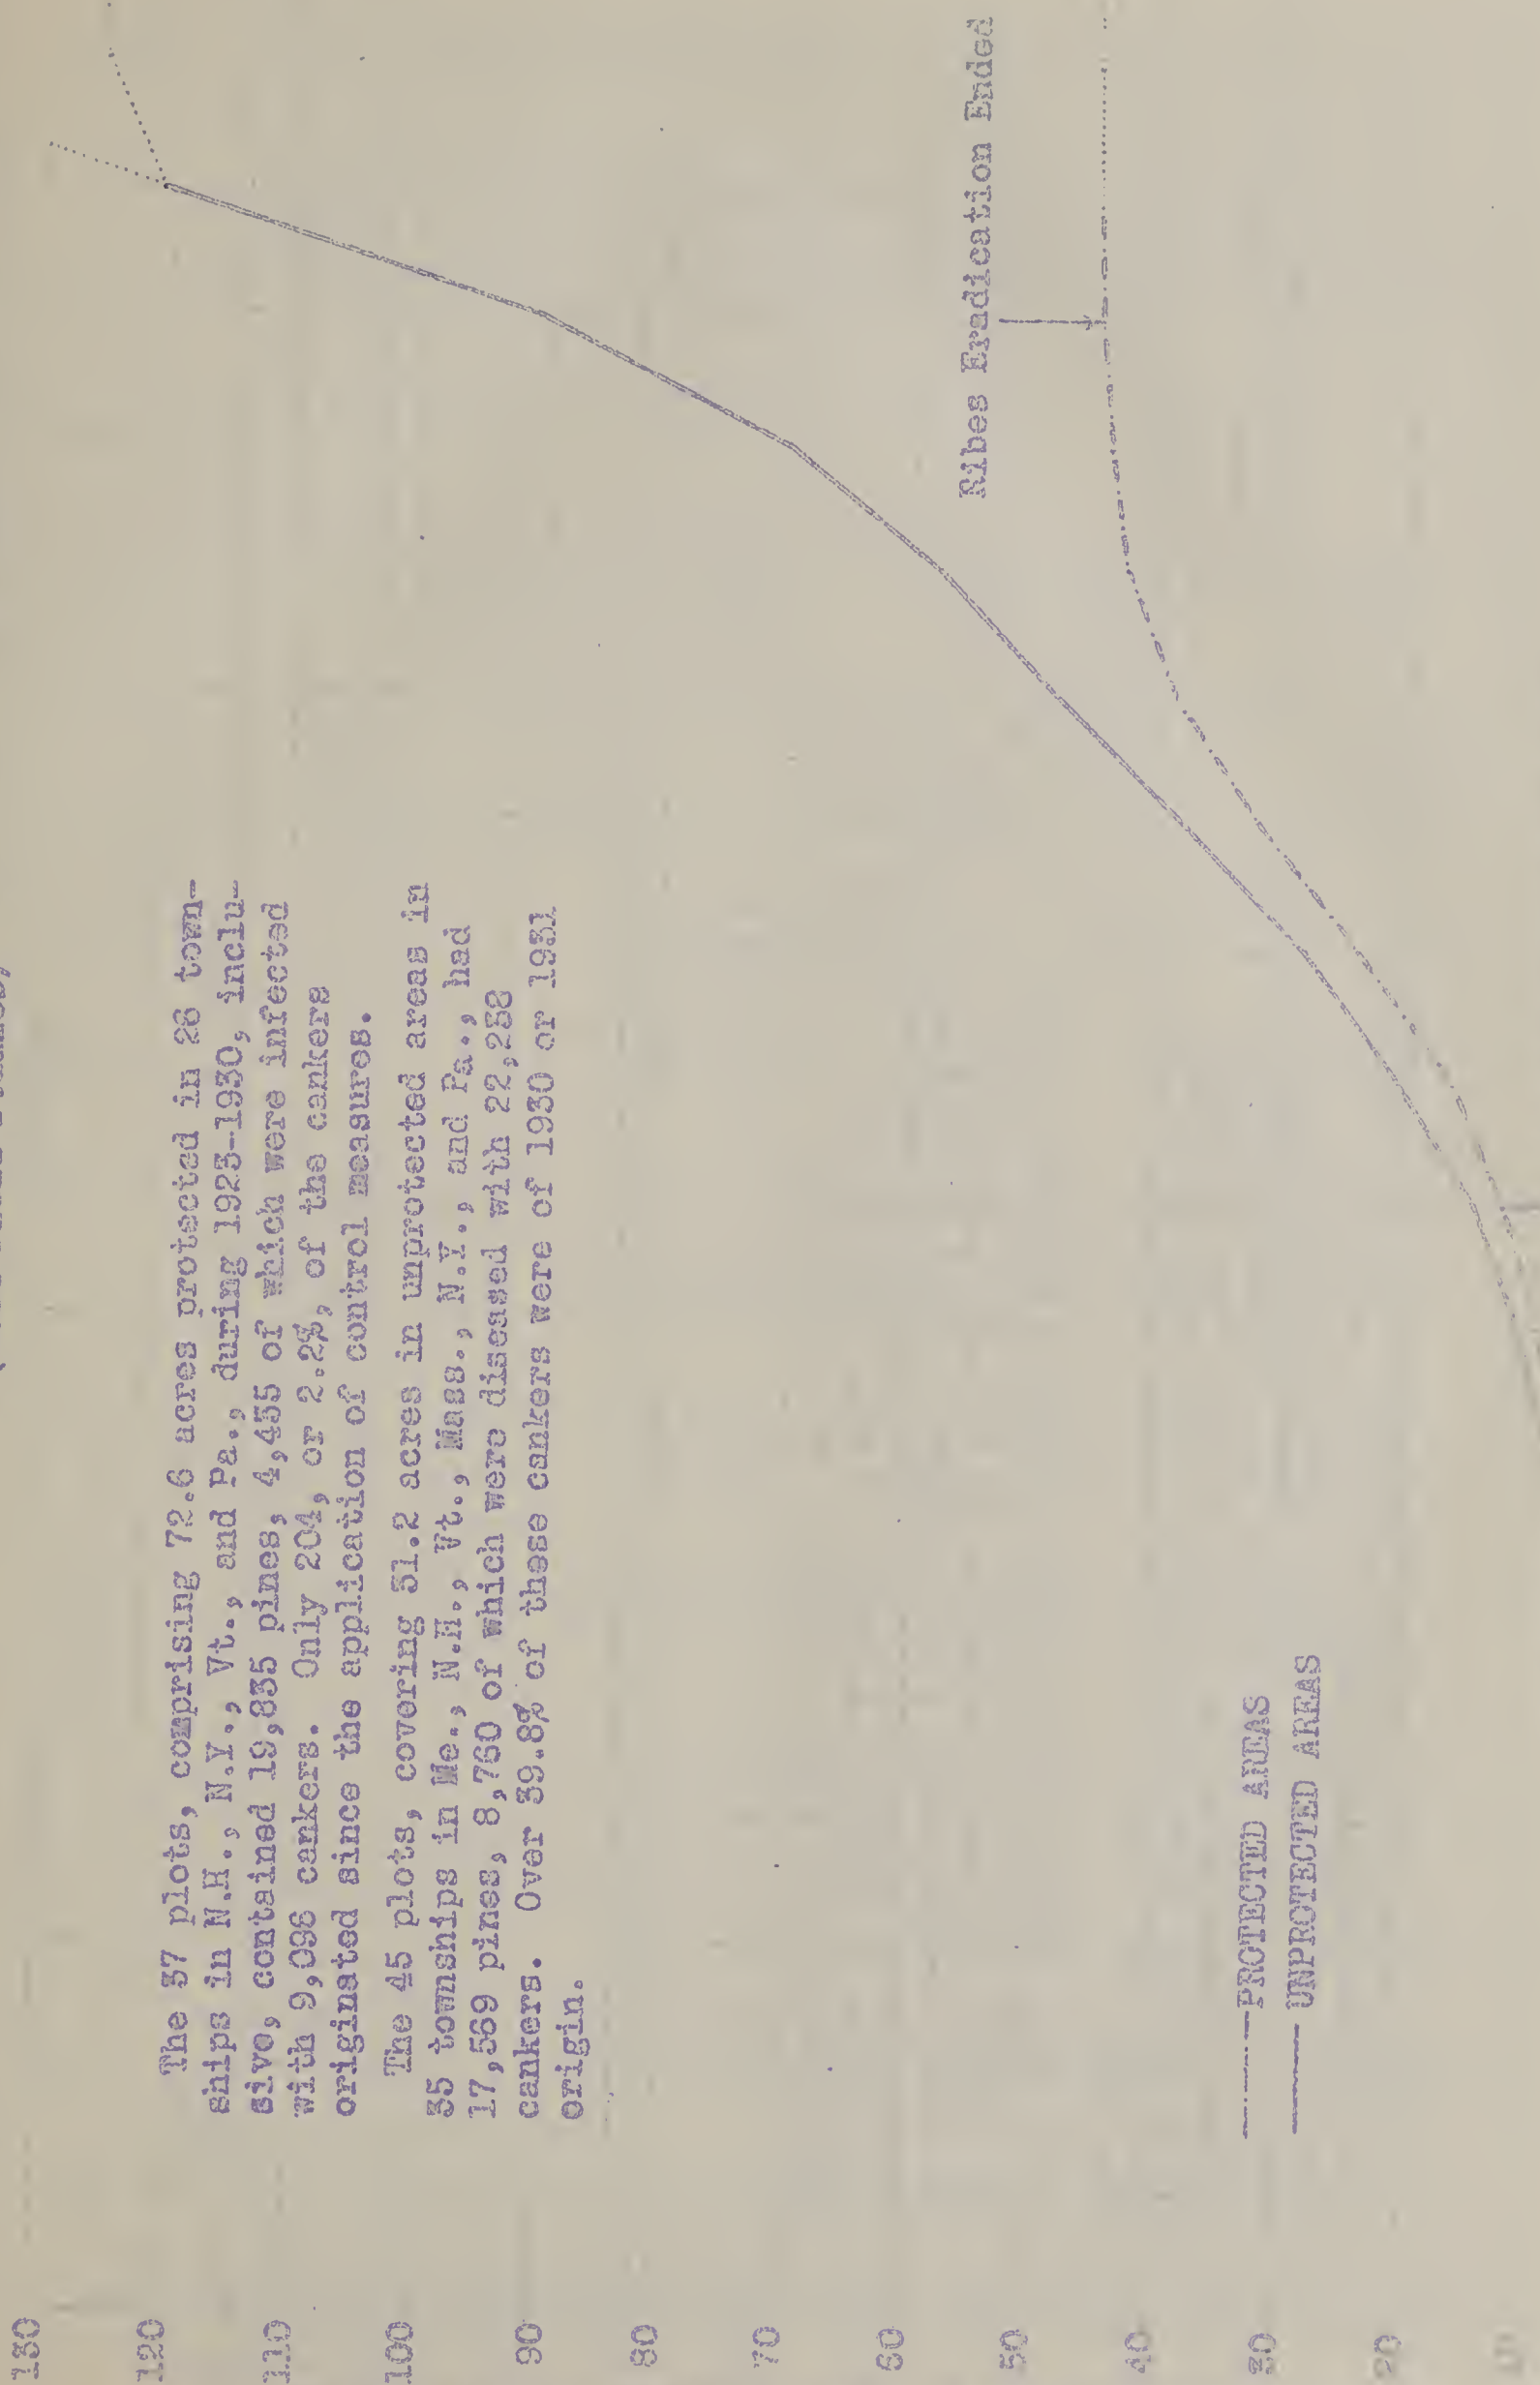 130
120
110
100
90
80
70
60
50
40
30
20
The 37 plots, comprising 72.6 acres protected in 26 town-
ships in N.H., N.Y., Vt., and Pa., during 1923-1930, inclu-
sive, contained 19,835 pines, 4,435 of which were infected
with 9,096 cankers. Only 204, or 2.2%, of the cankers
originated since the application of control measures.
The 45 plots, covering 51.2 acres in unprotected areas in
35 townships in Me., N.H., Vt., Mass., N.Y., and Pa., had
17,569 pines, 8,760 of which were diseased with 22,258
cankers. Over 39.8% of these cankers were of 1930 or 1931
origin.
Ribes Eradication Ended
PROTECTED AREAS
UNPROTECTED AREAS